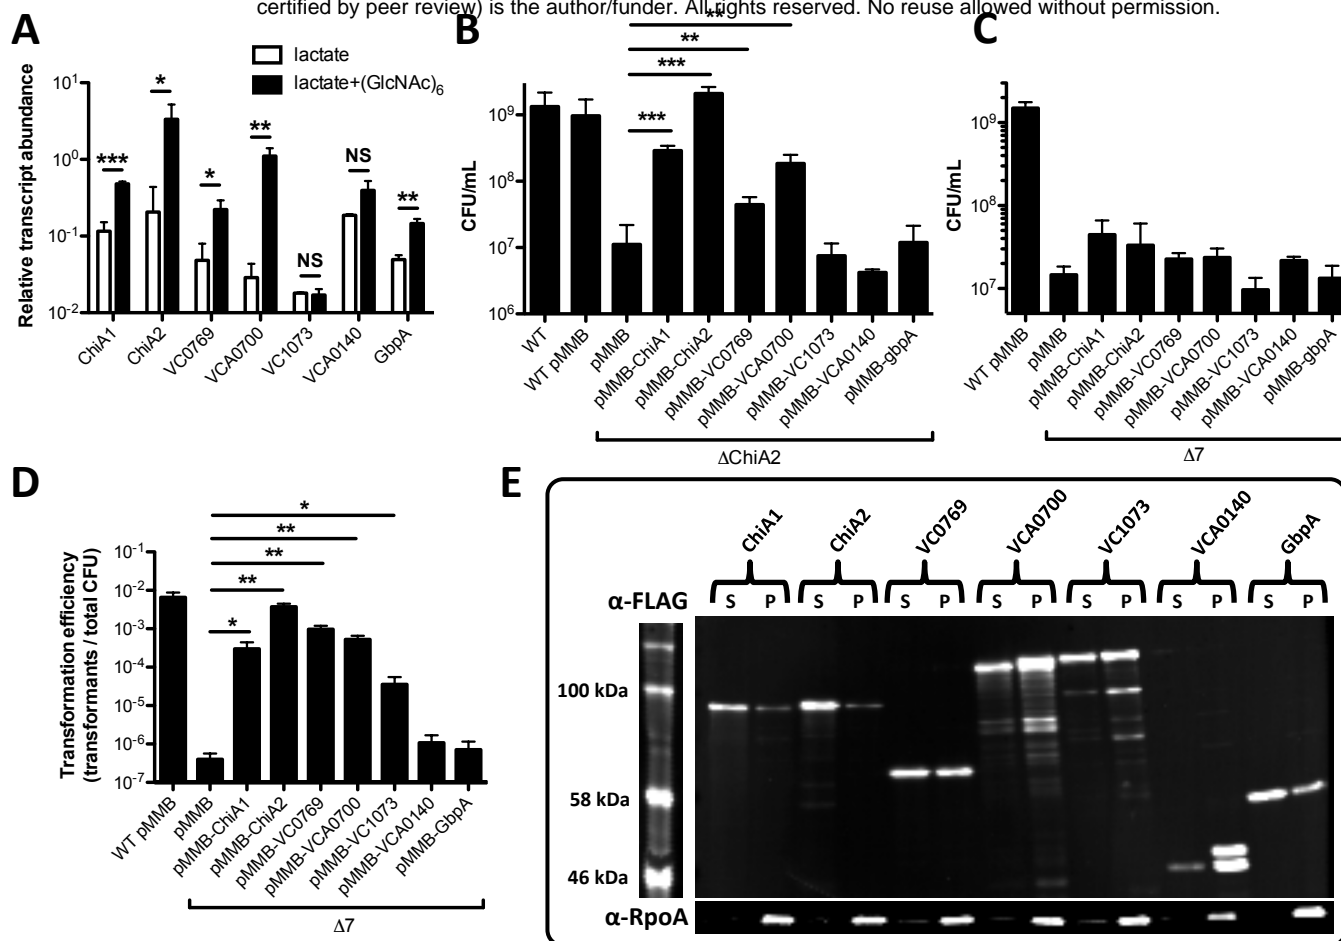 certified by peer review) is the author/funder. All rights reserved. No reuse allowed without permission.
A
lactate
lactate+(GlcNAc)6
Relative transcript abundance
10^1
10^0
10^-1
10^-2
***
*
*
**
NS
NS
**
ChiA1
ChiA2
VC0769
VCA0700
VC1073
VCA0140
GbpA
B
CFU/mL
10^9
10^8
10^7
10^6
**
**
***
***
WT
WT pMMB
pMMB
pMMB-ChiA1
pMMB-ChiA2
pMMB-VC0769
pMMB-VCA0700
pMMB-VC1073
pMMB-VCA0140
pMMB-gbpA
ΔChiA2
C
CFU/mL
10^9
10^8
10^7
WT pMMB
pMMB
pMMB-ChiA1
pMMB-ChiA2
pMMB-VC0769
pMMB-VCA0700
pMMB-VC1073
pMMB-VCA0140
pMMB-gbpA
Δ7
D
Transformation efficiency
(transformants / total CFU)
10^-1
10^-2
10^-3
10^-4
10^-5
10^-6
10^-7
*
**
**
**
*
WT pMMB
pMMB
pMMB-ChiA1
pMMB-ChiA2
pMMB-VC0769
pMMB-VCA0700
pMMB-VC1073
pMMB-VCA0140
pMMB-GbpA
Δ7
E
ChiA1
ChiA2
VC0769
VCA0700
VC1073
VCA0140
GbpA
α-FLAG S P S P S P S P S P S P S P
100 kDa
58 kDa
46 kDa
α-RpoA